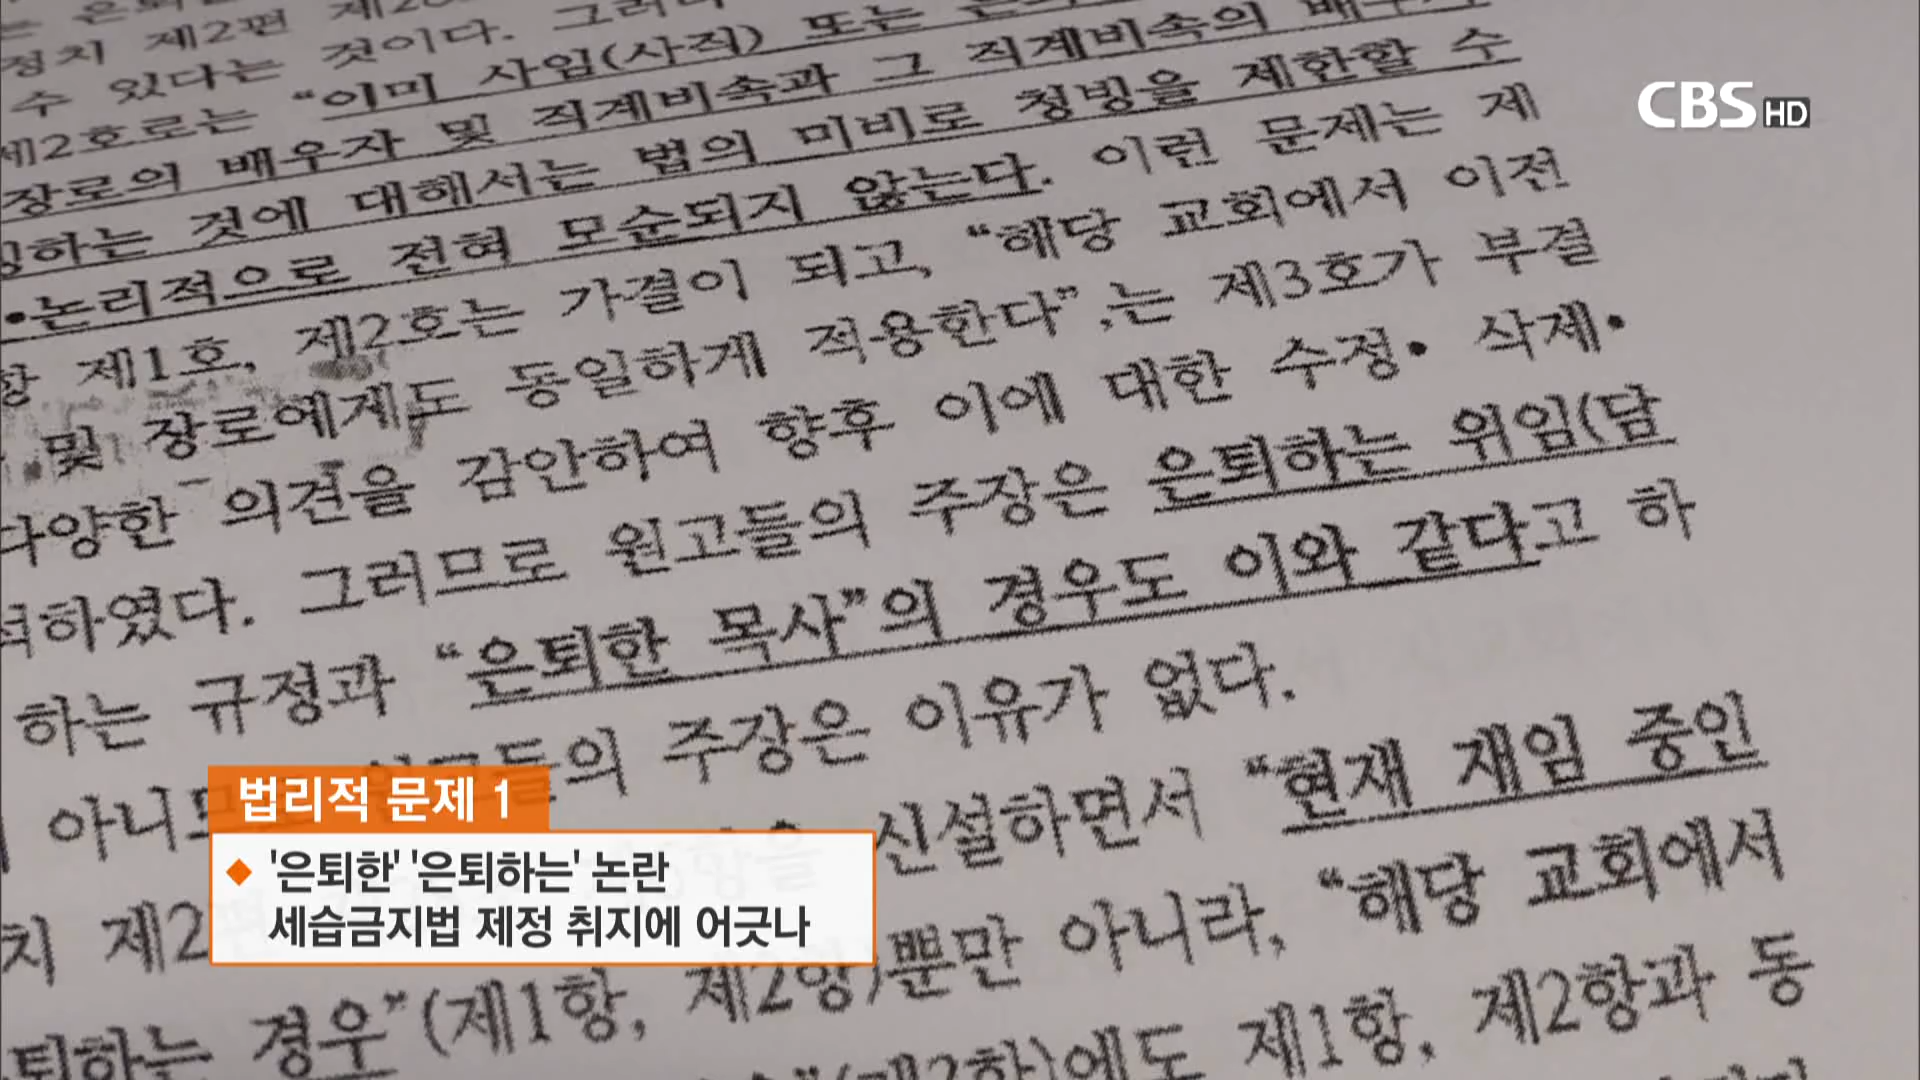 정치 제2편
수 있다는 것이다. 그러나
제2호로는 "이미 사임(사직) 또는
장로의 배우자 및 직계비속과 그 직계비속의 배우자
하는 것에 대해서는 법의 미비로 청빙을 제한할 수
•논리적으로 전혀 모순되지 않는다. 이런 문제는 제
항 제1호, 제2호는 가결이 되고, "해당 교회에서 이전
및 장로에게도 동일하게 적용한다",는 제3호가 부결
다양한 의견을 감안하여 향후 이에 대한 수정• 삭제•
석하였다. 그러므로 원고들의 주장은 은퇴하는 위임(담
하는 규정과 "은퇴한 목사"의 경우도 이와 같다고 하
아니므로 원고들의 주장은 이유가 없다.
신설하면서 "현재 재임 중인
치 제2편
퇴하는 경우"(제1항, 제2항)뿐만 아니라, "해당 교회에서
(제2항)에도 제1항, 제2항과 동
CBS HD
법리적 문제 1
◆ '은퇴한' '은퇴하는' 논란
세습금지법 제정 취지에 어긋나